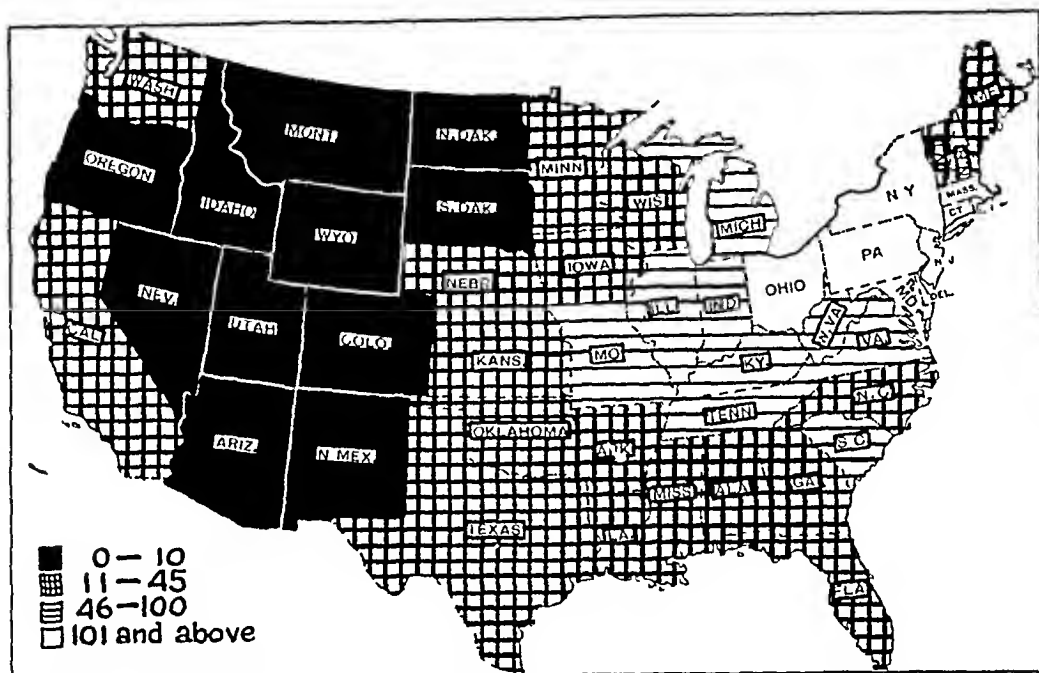 WASH
MONT.
N. DAK.
MINN
ME
OREGON
IDAHO
S. DAK.
WIS
MICH
N Y
MASS.
CT
WYO.
IOWA
PA
N J
NEBR
OHIO
NEV.
UTAH
COLO.
ILL
IND
W.VA
DEL.
CAL
KANS.
MO
KY
VA
ARIZ.
N. MEX.
OKLAHOMA
ARK
TENN
N. C
S C
TEXAS
LA
MISS
ALA
GA
FLA
0 — 10
11 — 45
46 — 100
101 and above